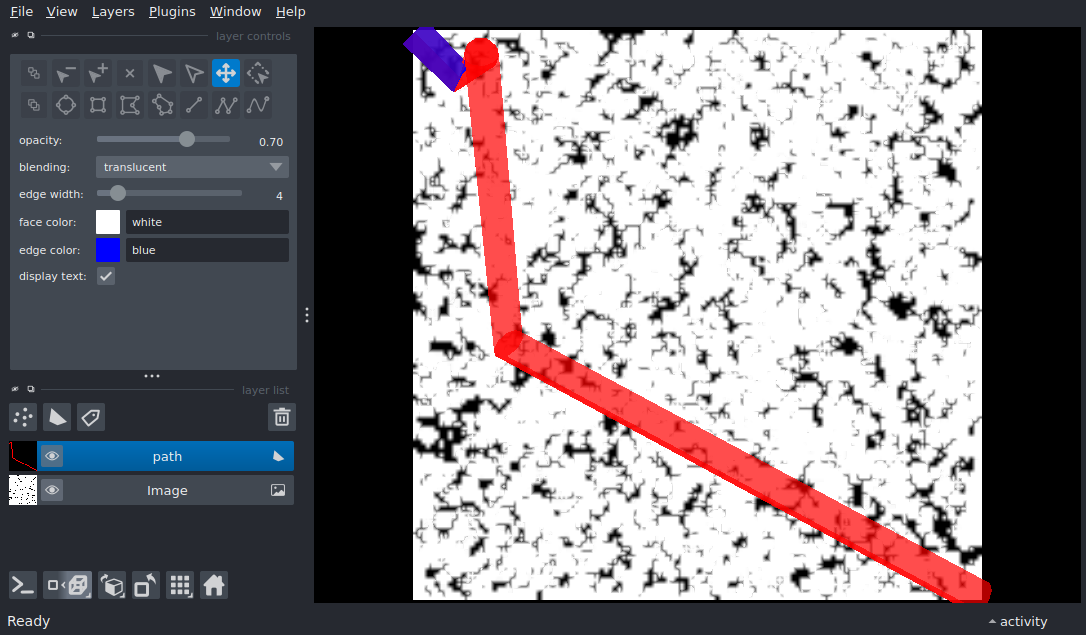 File View Layers Plugins Window Help
layer controls
opacity: 0.70
blending: translucent
edge width: 4
face color: white
edge color: blue
display text:
layer list
path
Image
Ready activity